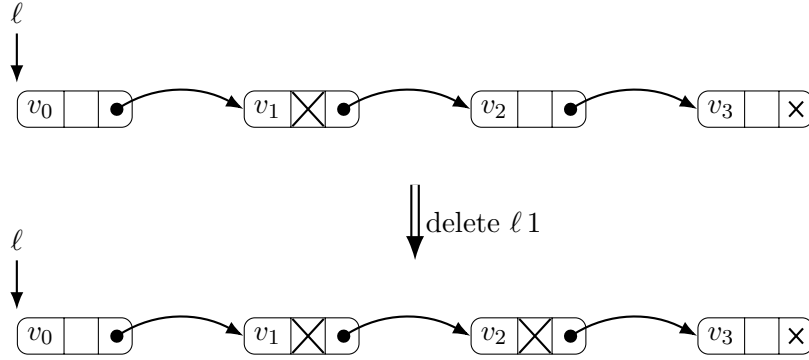 ℓ
v₀ v₁ v₂ v₃
delete ℓ 1
ℓ
v₀ v₁ v₂ v₃